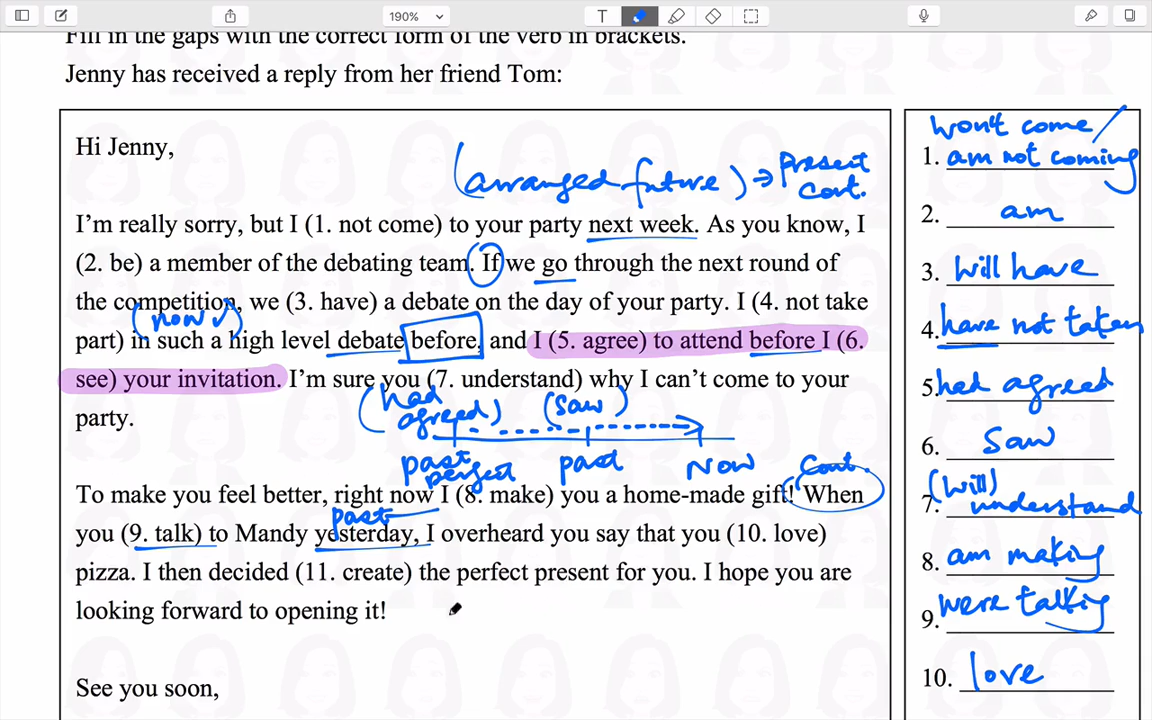 190%
Fill in the gaps with the correct form of the verb in brackets.
Jenny has received a reply from her friend Tom:
Hi Jenny,
(arranged future) → Present
cont.
I'm really sorry, but I (1. not come) to your party next week. As you know, I
(2. be) a member of the debating team. If we go through the next round of
the competition, we (3. have) a debate on the day of your party. I (4. not take
(now)
part) in such a high level debate before, and I (5. agree) to attend before I (6.
see) your invitation. I'm sure you (7. understand) why I can't come to your
party.
(had
agreed) (saw)
past
perfect past Now
cont.
To make you feel better, right now I (8. make) you a home-made gift! When
past
you (9. talk) to Mandy yesterday, I overheard you say that you (10. love)
pizza. I then decided (11. create) the perfect present for you. I hope you are
looking forward to opening it!
See you soon,
won't come /
1. am not coming
2. am
3. will have
4. have not taken
5. had agreed
6. saw
(will)
7. understand
8. am making
9. were talking
10. love